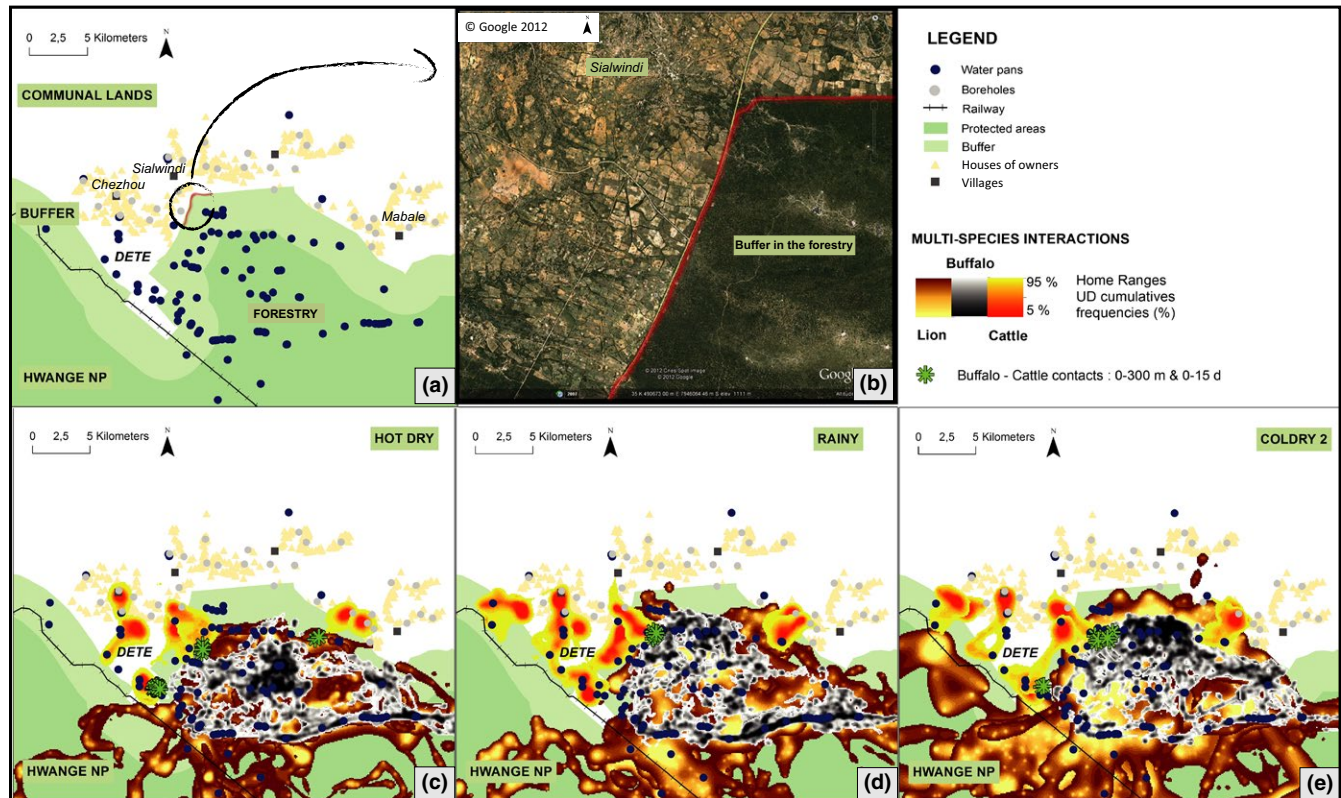 0 2,5 5 Kilometers
N
COMMUNAL LANDS
Sialwindi
Chezhou
BUFFER
Mabale
DETE
FORESTRY
HWANGE NP
(a)
© Google 2012
N
Sialwindi
Buffer in the forestry
© 2012 Google
(b)
LEGEND
Water pans
Boreholes
Railway
Protected areas
Buffer
Houses of owners
Villages
MULTI-SPECIES INTERACTIONS
Buffalo
95 %
5 %
Home Ranges
UD cumulatives
frequencies (%)
Lion
Cattle
Buffalo - Cattle contacts : 0-300 m & 0-15 d
0 2,5 5 Kilometers
N
HOT DRY
DETE
HWANGE NP
(c)
0 2,5 5 Kilometers
N
RAINY
DETE
HWANGE NP
(d)
0 2,5 5 Kilometers
N
COLDRY 2
DETE
HWANGE NP
(e)